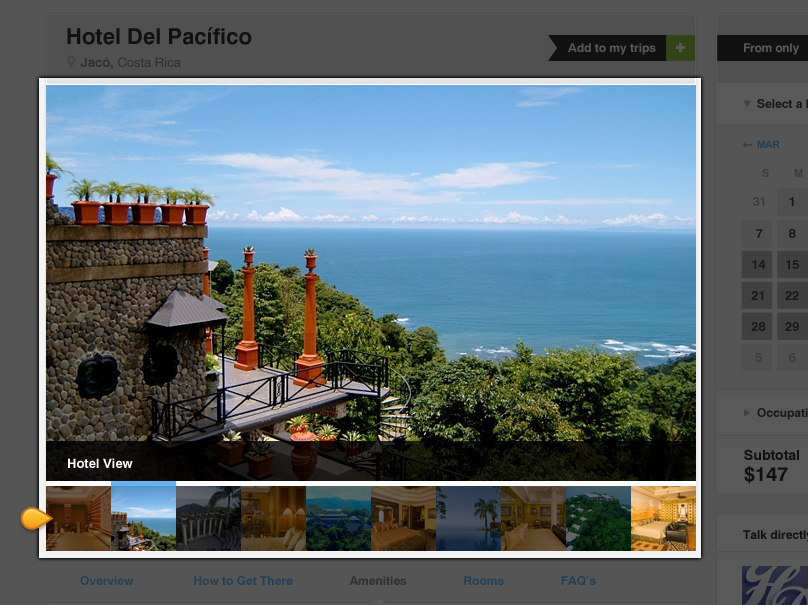 Hotel Del Pacífico
Jacó, Costa Rica
Add to my trips +
From only
Select a
← MAR
S M
31 1
7 8
14 15
21 22
28 29
5 6
Hotel View
Occupati
Subtotal
$147
Talk directly
Overview How to Get There Amenities Rooms FAQ's